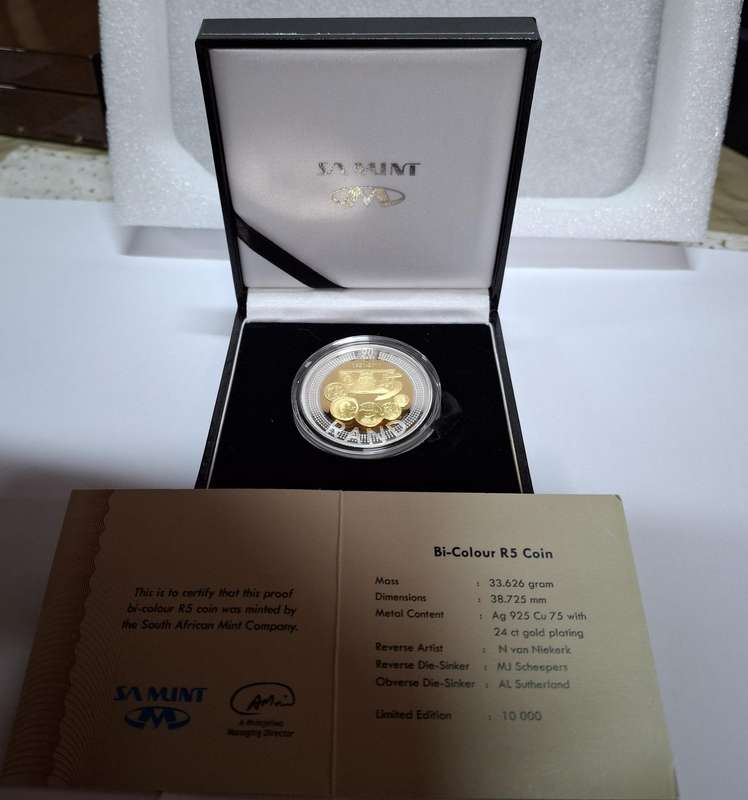 SA MINT
RAND
This is to certify that this proof
bi-colour R5 coin was minted by
the South African Mint Company.
SA MINT
Managing Director
Bi-Colour R5 Coin
Mass : 33.626 gram
Dimensions : 38.725 mm
Metal Content : Ag 925 Cu 75 with
24 ct gold plating
Reverse Artist : N van Niekerk
Reverse Die-Sinker : MJ Scheepers
Obverse Die-Sinker : AL Sutherland
Limited Edition : 10 000